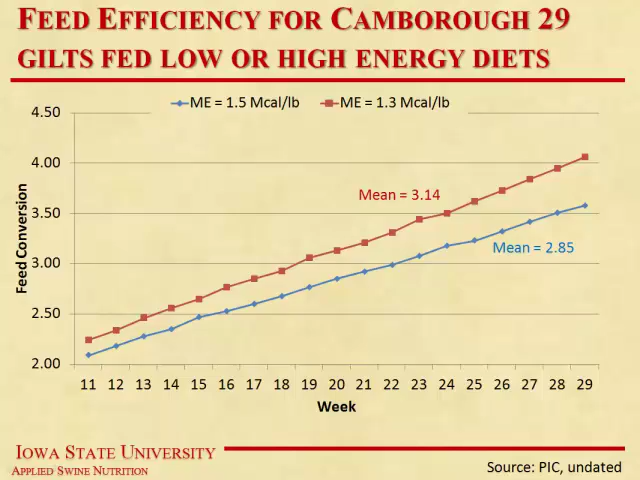 FEED EFFICIENCY FOR CAMBOROUGH 29
GILTS FED LOW OR HIGH ENERGY DIETS
ME = 1.5 Mcal/lb ME = 1.3 Mcal/lb
4.50
4.00
3.50
3.00
2.50
2.00
Feed Conversion
Mean = 3.14
Mean = 2.85
11 12 13 14 15 16 17 18 19 20 21 22 23 24 25 26 27 28 29
Week
IOWA STATE UNIVERSITY
APPLIED SWINE NUTRITION
Source: PIC, undated